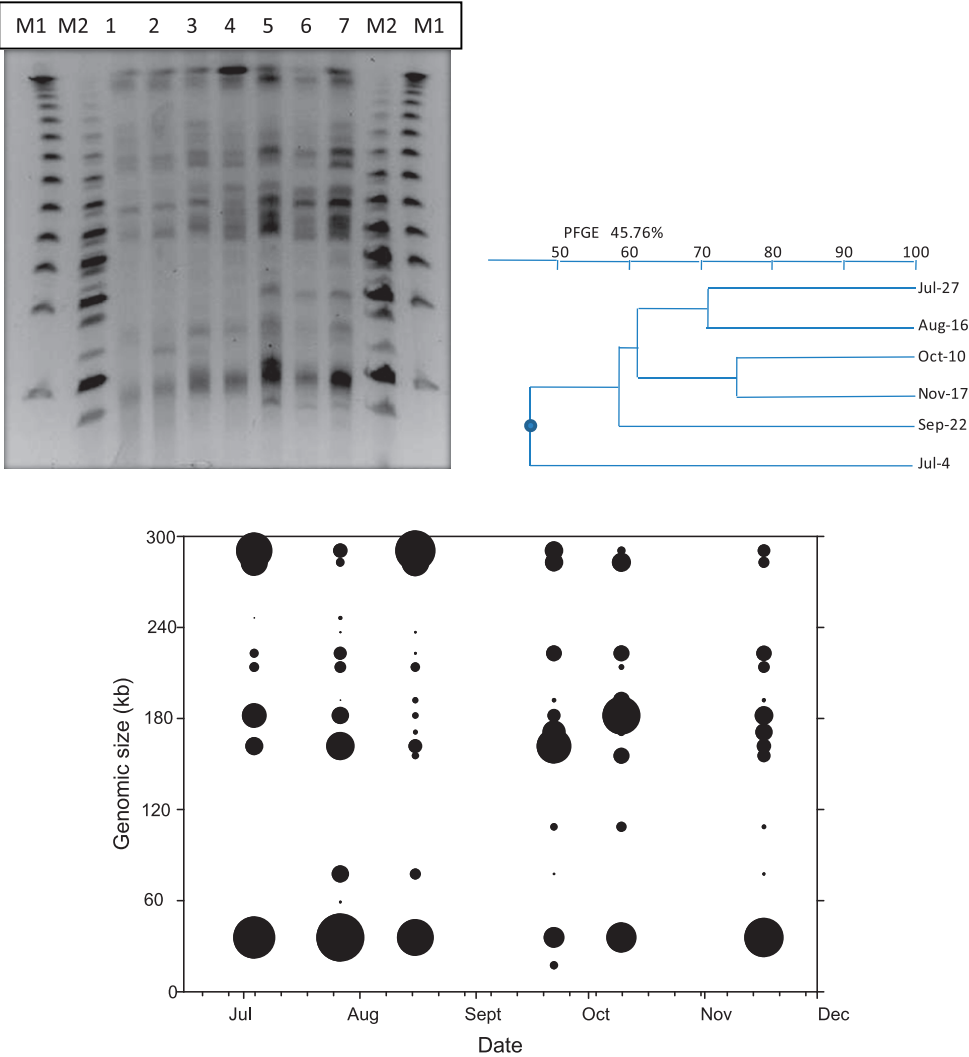 M1 M2 1 2 3 4 5 6 7 M2 M1
PFGE 45.76%
50 60 70 80 90 100
Jul-27
Aug-16
Oct-10
Nov-17
Sep-22
Jul-4
300
240
180
120
60
0
Genomic size (kb)
Jul Aug Sept Oct Nov Dec
Date